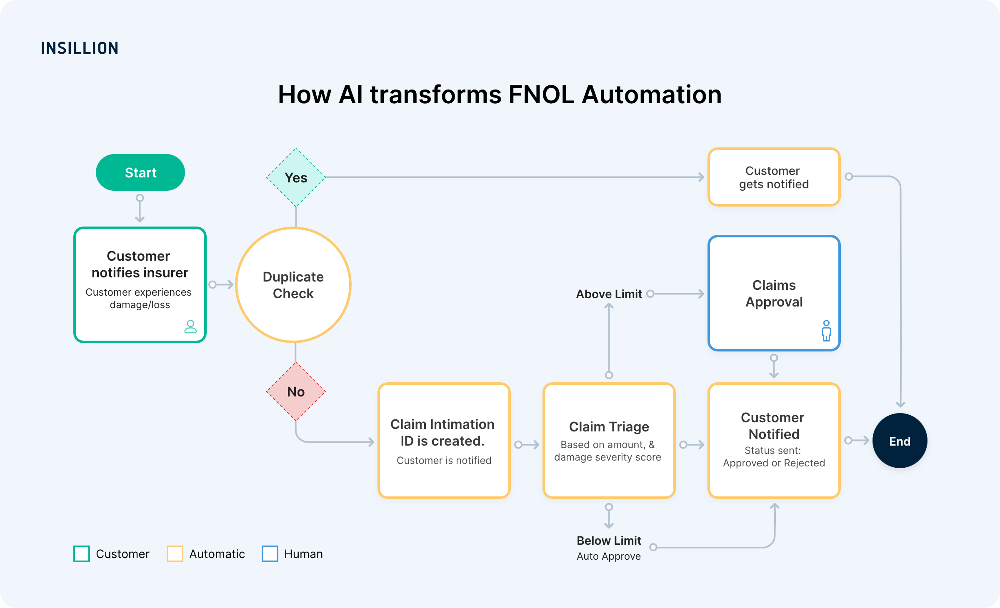 INSILLION
How AI transforms FNOL Automation
Start
Yes
Customer
gets notified
Customer
notifies insurer
Customer experiences
damage/loss
Duplicate
Check
Above Limit
Claims
Approval
No
Claim Intimation
ID is created.
Customer is notified
Claim Triage
Based on amount, &
damage severity score
Customer
Notified
Status sent:
Approved or Rejected
End
Below Limit
Auto Approve
Customer
Automatic
Human